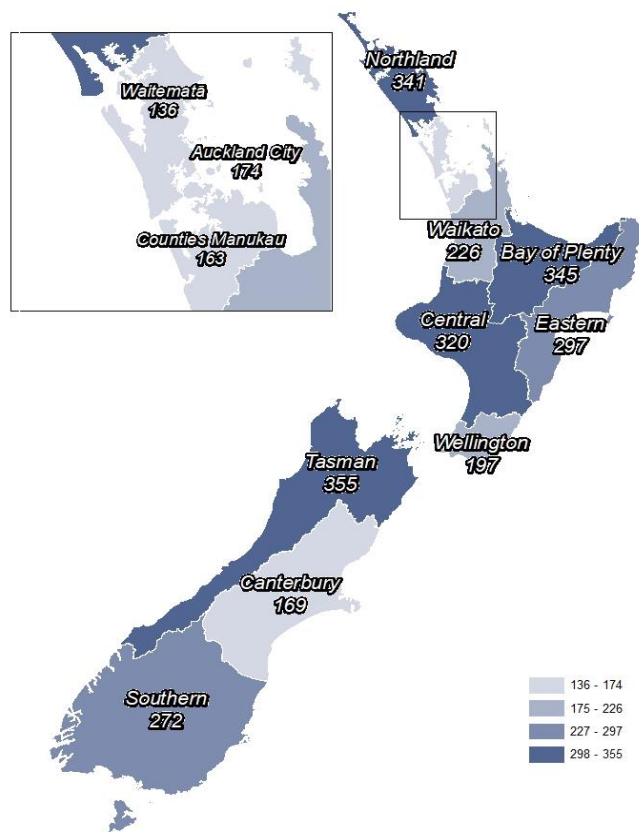 Northland
341
Waitematā
136
Auckland City
174
Counties Manukau
163
Waikato
226
Bay of Plenty
345
Central
320
Eastern
297
Wellington
197
Tasman
355
Canterbury
169
Southern
272
136 - 174
175 - 226
227 - 297
298 - 355